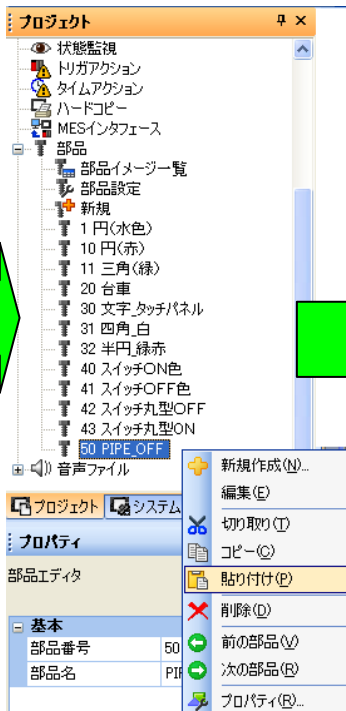 プロジェクト
状態監視
トリガアクション
タイムアクション
ハードコピー
MESインタフェース
部品
部品イメージ一覧
部品設定
新規
1 円(水色)
10 円(赤)
11 三角(緑)
20 台車
30 文字_タッチパネル
31 四角_白
32 半円_緑赤
40 スイッチON色
41 スイッチOFF色
42 スイッチ丸型OFF
43 スイッチ丸型ON
50 PIPE_OFF
音声ファイル
プロジェクト システム
プロパティ
部品エディタ
基本
部品番号 50
部品名 PIP
新規作成(N)...
編集(E)
切り取り(T)
コピー(C)
貼り付け(P)
削除(D)
前の部品(V)
次の部品(R)
プロパティ(R)...